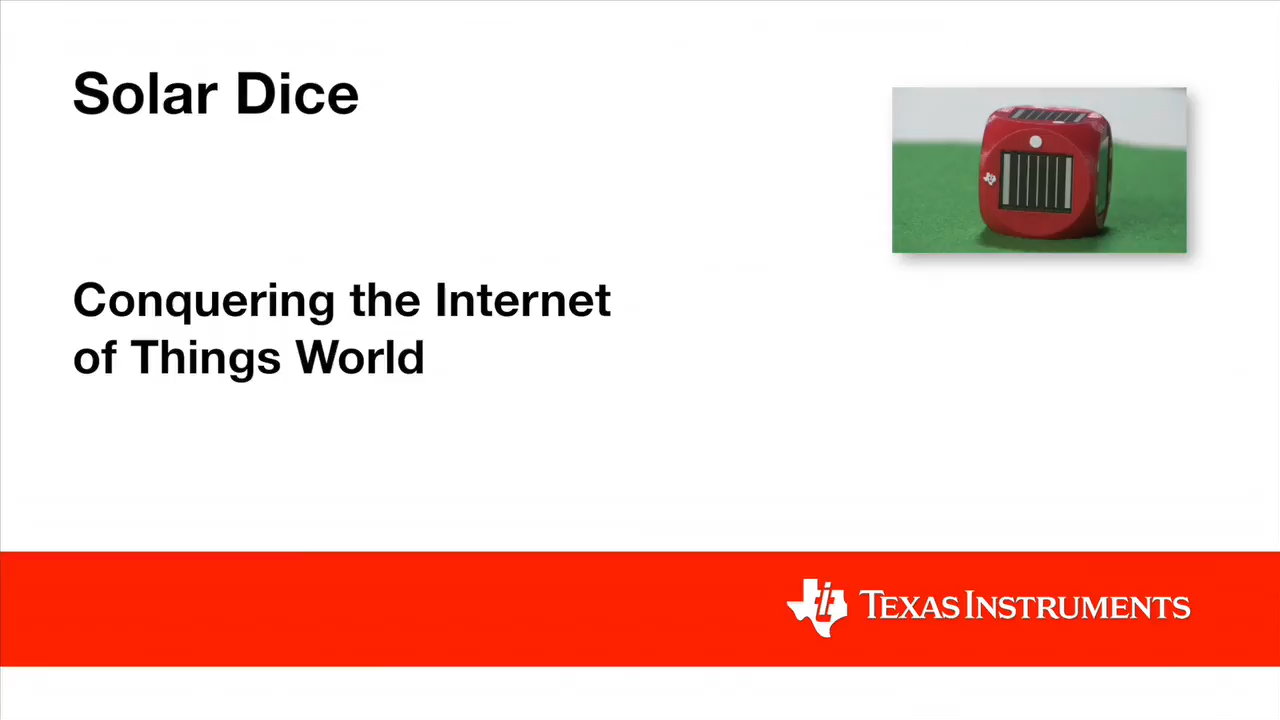 Solar Dice
Conquering the Internet
of Things World
TEXAS INSTRUMENTS